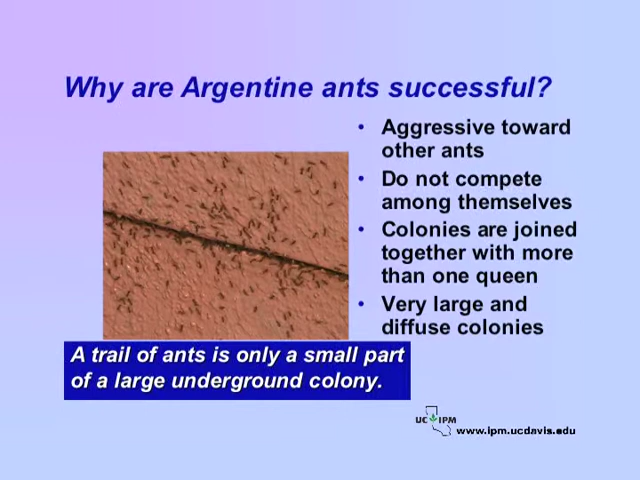 Why are Argentine ants successful?
• Aggressive toward
other ants
• Do not compete
among themselves
• Colonies are joined
together with more
than one queen
• Very large and
diffuse colonies
A trail of ants is only a small part
of a large underground colony.
UC IPM
www.ipm.ucdavis.edu